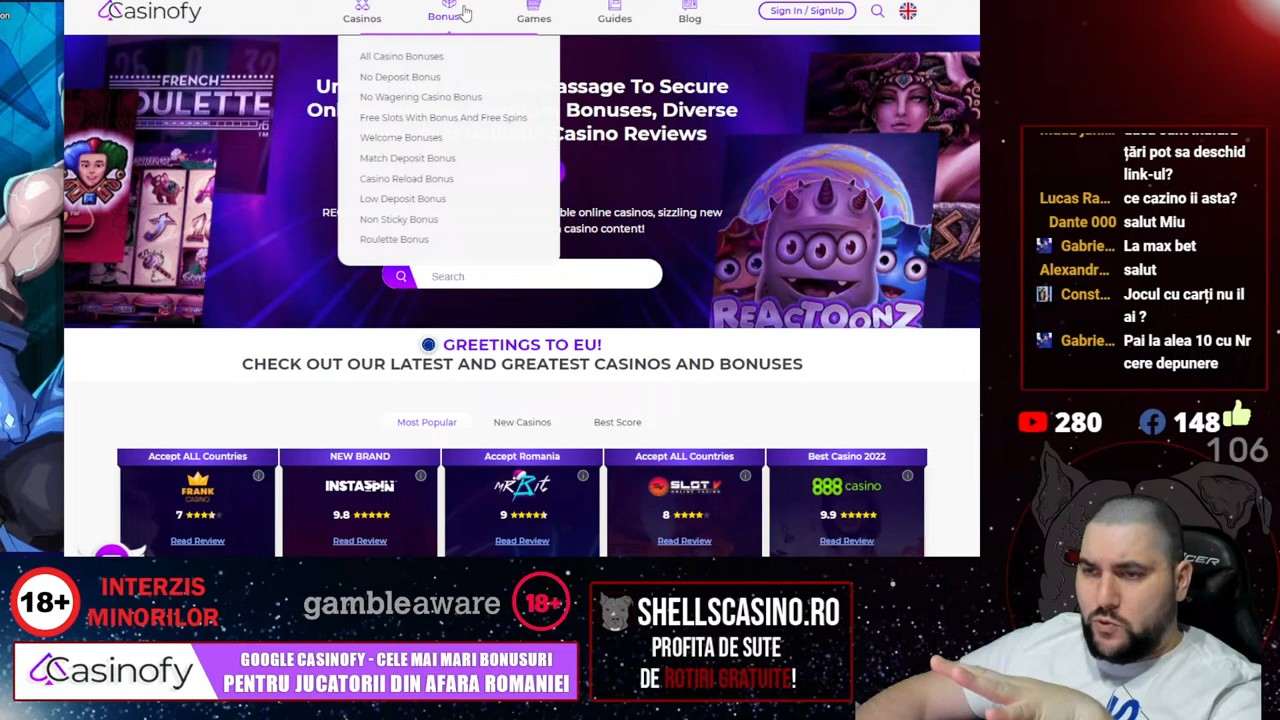 Casinofy
Casinos
Bonus
Games
Guides
Blog
Sign In / SignUp
All Casino Bonuses
No Deposit Bonus
No Wagering Casino Bonus
Free Slots With Bonus And Free Spins
Welcome Bonuses
Match Deposit Bonus
Casino Reload Bonus
Low Deposit Bonus
Non Sticky Bonus
Roulette Bonus
FRENCH
ROULETTE
Un assage To Secure
Onl Bonuses, Diverse
Casino Reviews
ble online casinos, sizzling new
casino content!
Search
REACTOONZ
GREETINGS TO EU!
CHECK OUT OUR LATEST AND GREATEST CASINOS AND BONUSES
Most Popular
New Casinos
Best Score
Accept ALL Countries
NEW BRAND
Accept Romania
Accept ALL Countries
Best Casino 2022
FRANK
CASINO
INSTASPIN
MR Bit
SLOT V
ONLINE CASINO
888casino
7
9.8
9
8
9.9
Read Review
Read Review
Read Review
Read Review
Read Review
țări pot sa deschid
link-ul?
Lucas Ra... ce cazino ii asta?
Dante 000 salut Miu
Gabrie... La max bet
Alexandr... salut
Const... Jocul cu carți nu il
ai ?
Gabrie... Pai la alea 10 cu Nr
cere depunere
280
148
106
18+
INTERZIS
MINORILOR
gambleaware
18+
Casinofy
GOOGLE CASINOFY - CELE MAI MARI BONUSURI
PENTRU JUCATORII DIN AFARA ROMANIEI
SHELLSCASINO.RO
PROFITA DE SUTE
DE ROTIRI GRATUITE!